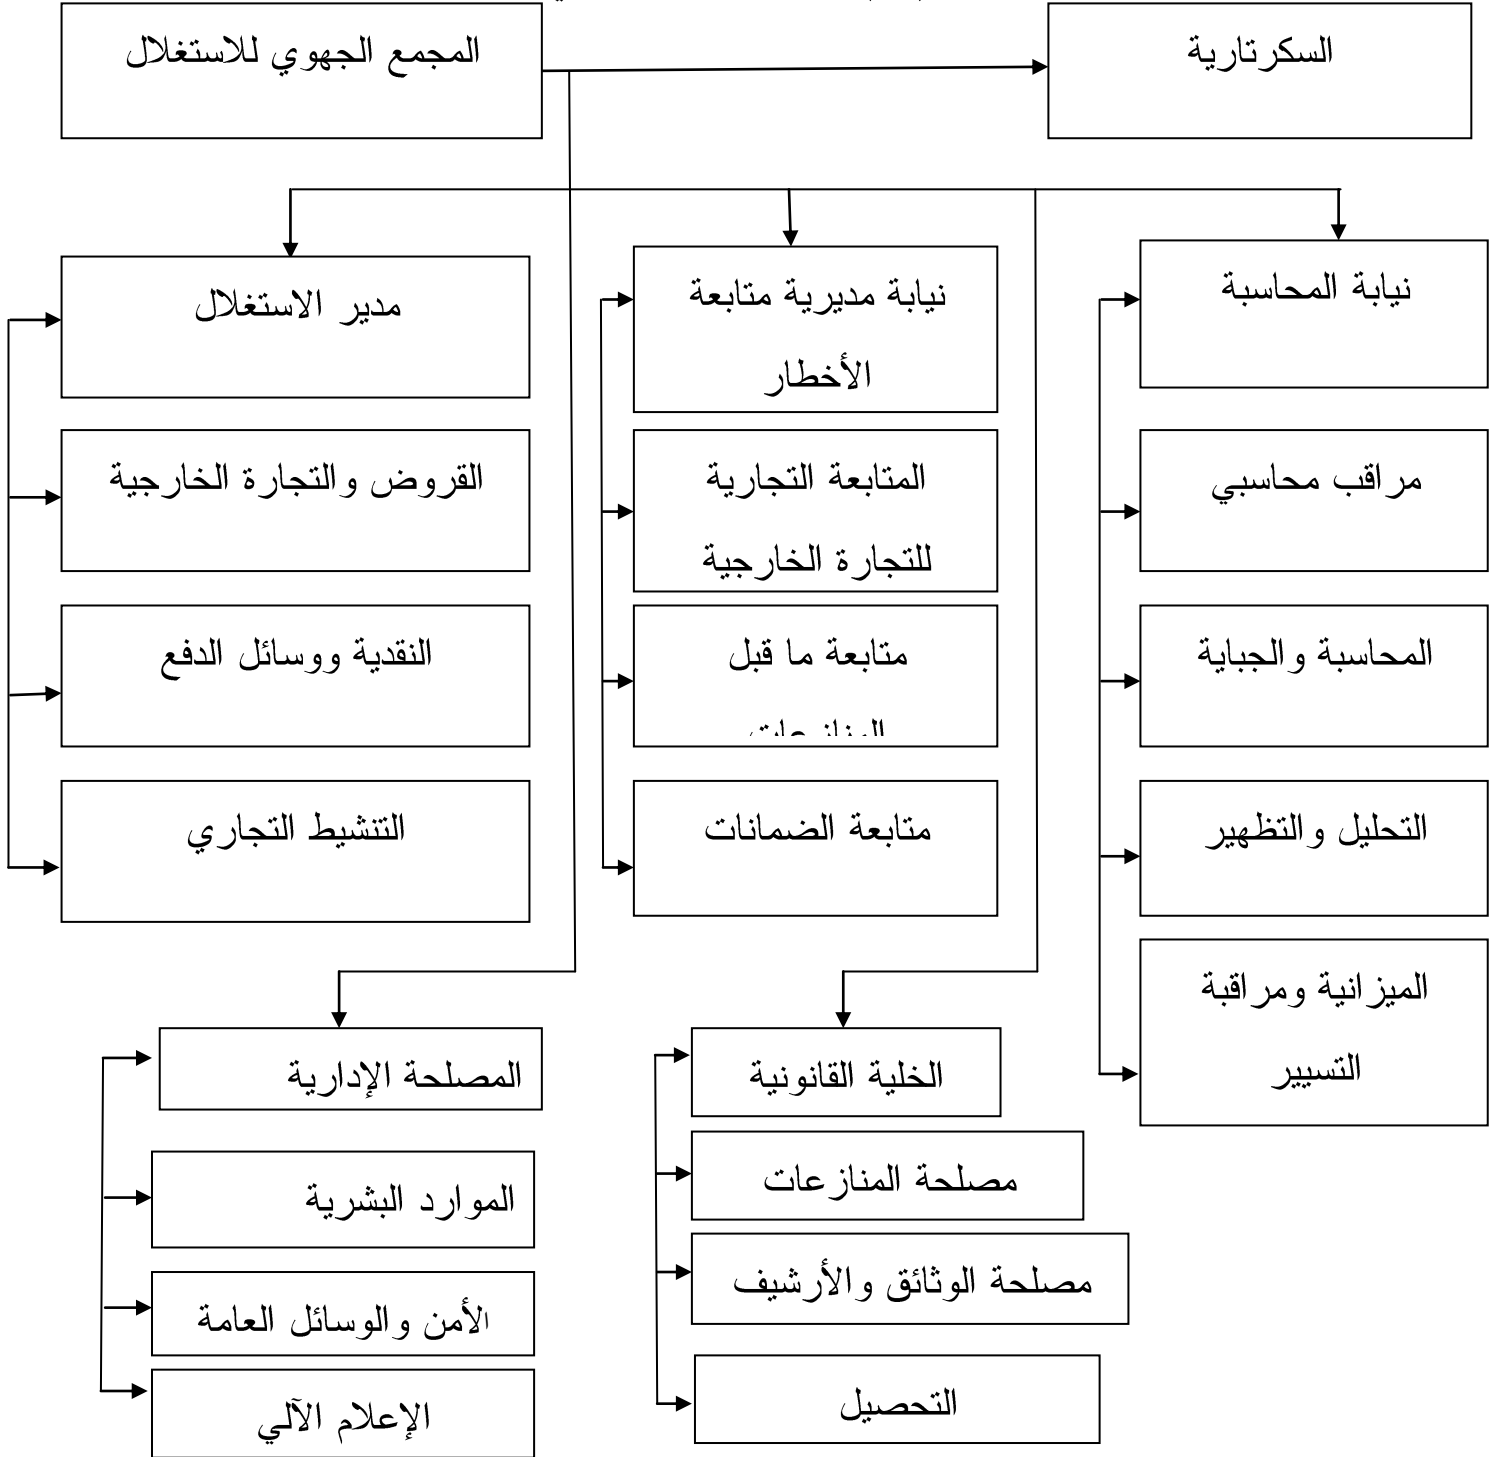 السكرتارية
المجمع الجهوي للاستغلال
نيابة المحاسبة
مراقب محاسبي
المحاسبة والجباية
التحليل والتظهير
الميزانية ومراقبة
التسيير
نيابة مديرية متابعة
الأخطار
المتابعة التجارية
للتجارة الخارجية
متابعة ما قبل
المنازعات
متابعة الضمانات
مدير الاستغلال
القروض والتجارة الخارجية
النقدية ووسائل الدفع
التنشيط التجاري
الخلية القانونية
مصلحة المنازعات
مصلحة الوثائق والأرشيف
التحصيل
المصلحة الإدارية
الموارد البشرية
الأمن والوسائل العامة
الإعلام الآلي